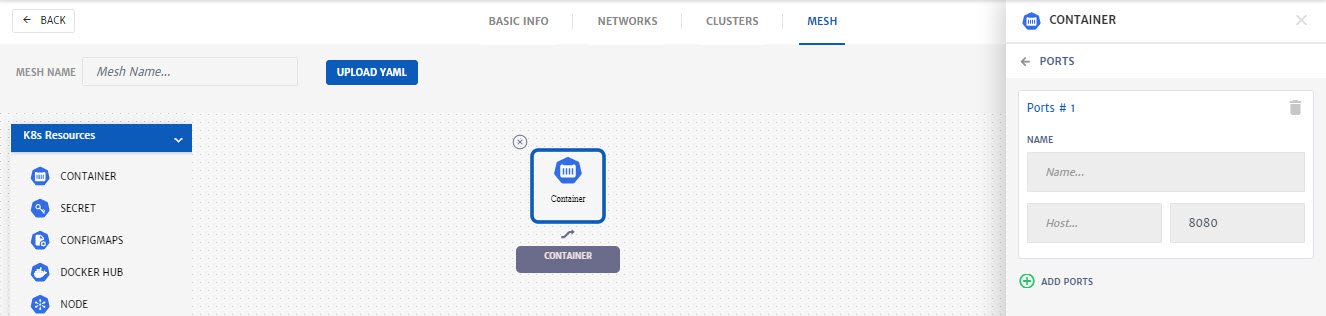 BACK
BASIC INFO NETWORKS CLUSTERS MESH
MESH NAME Mesh Name... UPLOAD YAML
K8s Resources
CONTAINER
SECRET
CONFIGMAPS
DOCKER HUB
NODE
Container
CONTAINER
CONTAINER
PORTS
Ports # 1
NAME
Name...
Host... 8080
ADD PORTS